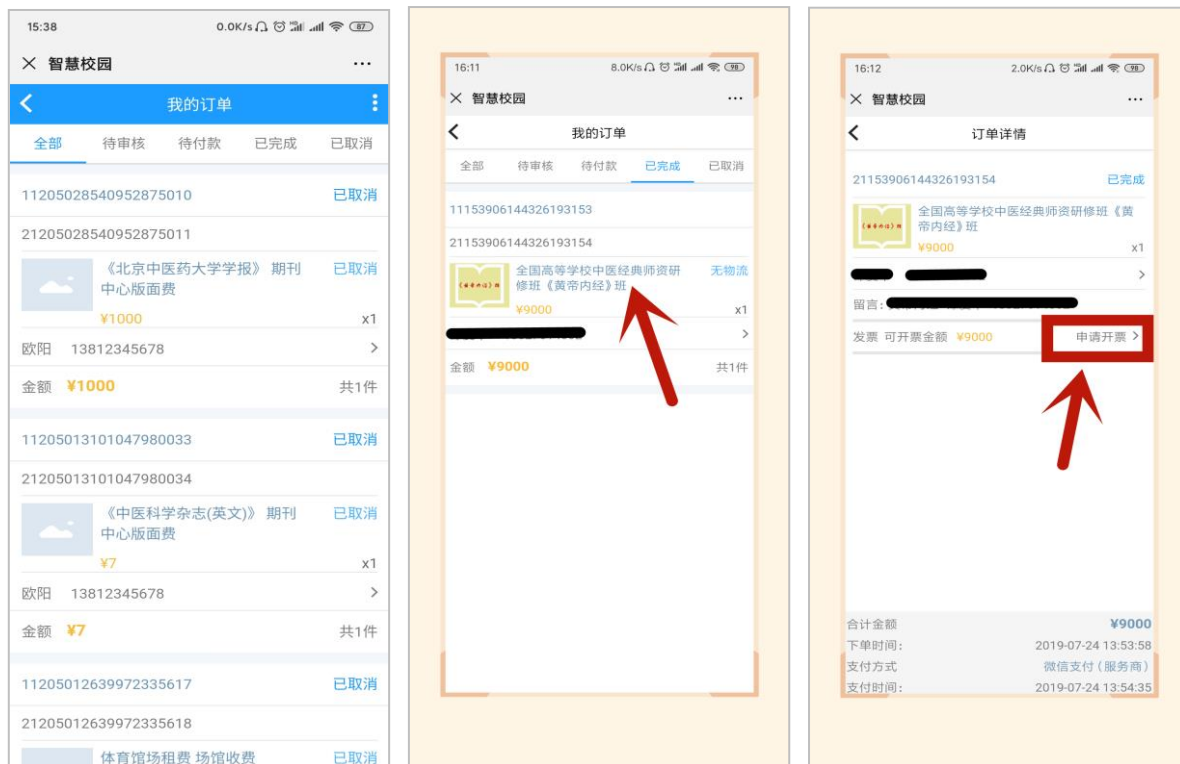 15:38
0.0K/s
87
智慧校园
我的订单
全部 待审核 待付款 已完成 已取消
11205028540952875010 已取消
21205028540952875011
《北京中医药大学学报》 期刊 已取消
中心版面费
¥1000 x1
欧阳 13812345678
金额 ¥1000 共1件
11205013101047980033 已取消
21205013101047980034
《中医科学杂志(英文)》 期刊 已取消
中心版面费
¥7 x1
欧阳 13812345678
金额 ¥7 共1件
11205012639972335617 已取消
21205012639972335618
体育馆场租费 场馆收费 已取消
16:11
8.0K/s
智慧校园
我的订单
全部 待审核 待付款 已完成 已取消
11153906144326193153
21153906144326193154
全国高等学校中医经典师资研 无物流
修班《黄帝内经》班
¥9000 x1
金额 ¥9000 共1件
16:12
2.0K/s
智慧校园
订单详情
21153906144326193154 已完成
全国高等学校中医经典师资研修班《黄
帝内经》班
¥9000 x1
留言:
发票 可开票金额 ¥9000 申请开票
合计金额 ¥9000
下单时间: 2019-07-24 13:53:58
支付方式 微信支付(服务商)
支付时间: 2019-07-24 13:54:35